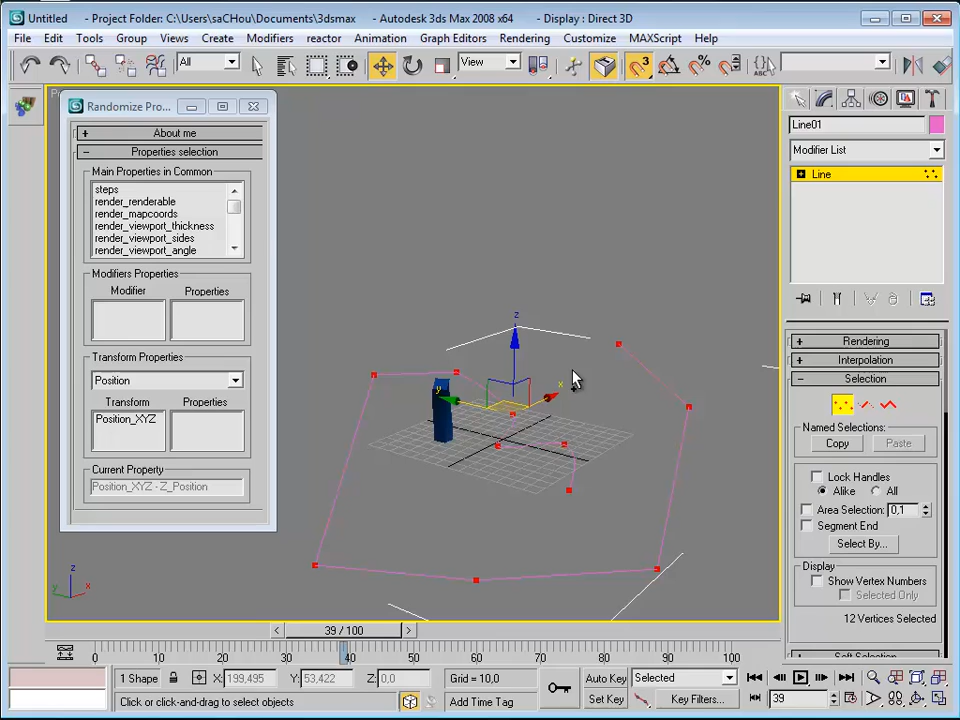 Untitled - Project Folder: C:\Users\saCHou\Documents\3dsmax - Autodesk 3ds Max 2008 x64 - Display : Direct 3D
File Edit Tools Group Views Create Modifiers reactor Animation Graph Editors Rendering Customize MAXScript Help
All View 3 ABC
Randomize Pro...
Line01
+ About me
Modifier List
- Properties selection
Main Properties in Common
+ Line
steps
render_renderable
render_mapcoords
render_viewport_thickness
render_viewport_sides
render_viewport_angle
Modifiers Properties
Modifier Properties
z
+ Rendering
Transform Properties
+ Interpolation
Position
- Selection
y x
Transform Properties
Position_XYZ
Named Selections:
Copy Paste
Current Property
Position_XYZ - Z_Position
Lock Handles
Alike All
Area Selection: 0,1
Segment End
Select By...
Display
Show Vertex Numbers
Selected Only
12 Vertices Selected
z
y x
< 39 / 100 >
0 10 20 30 40 50 60 70 80 90 100
1 Shape X: 199,495 Y: 53,422 Z: 0,0 Grid = 10,0 Auto Key Selected
Click or click-and-drag to select objects Add Time Tag Set Key Key Filters... 39